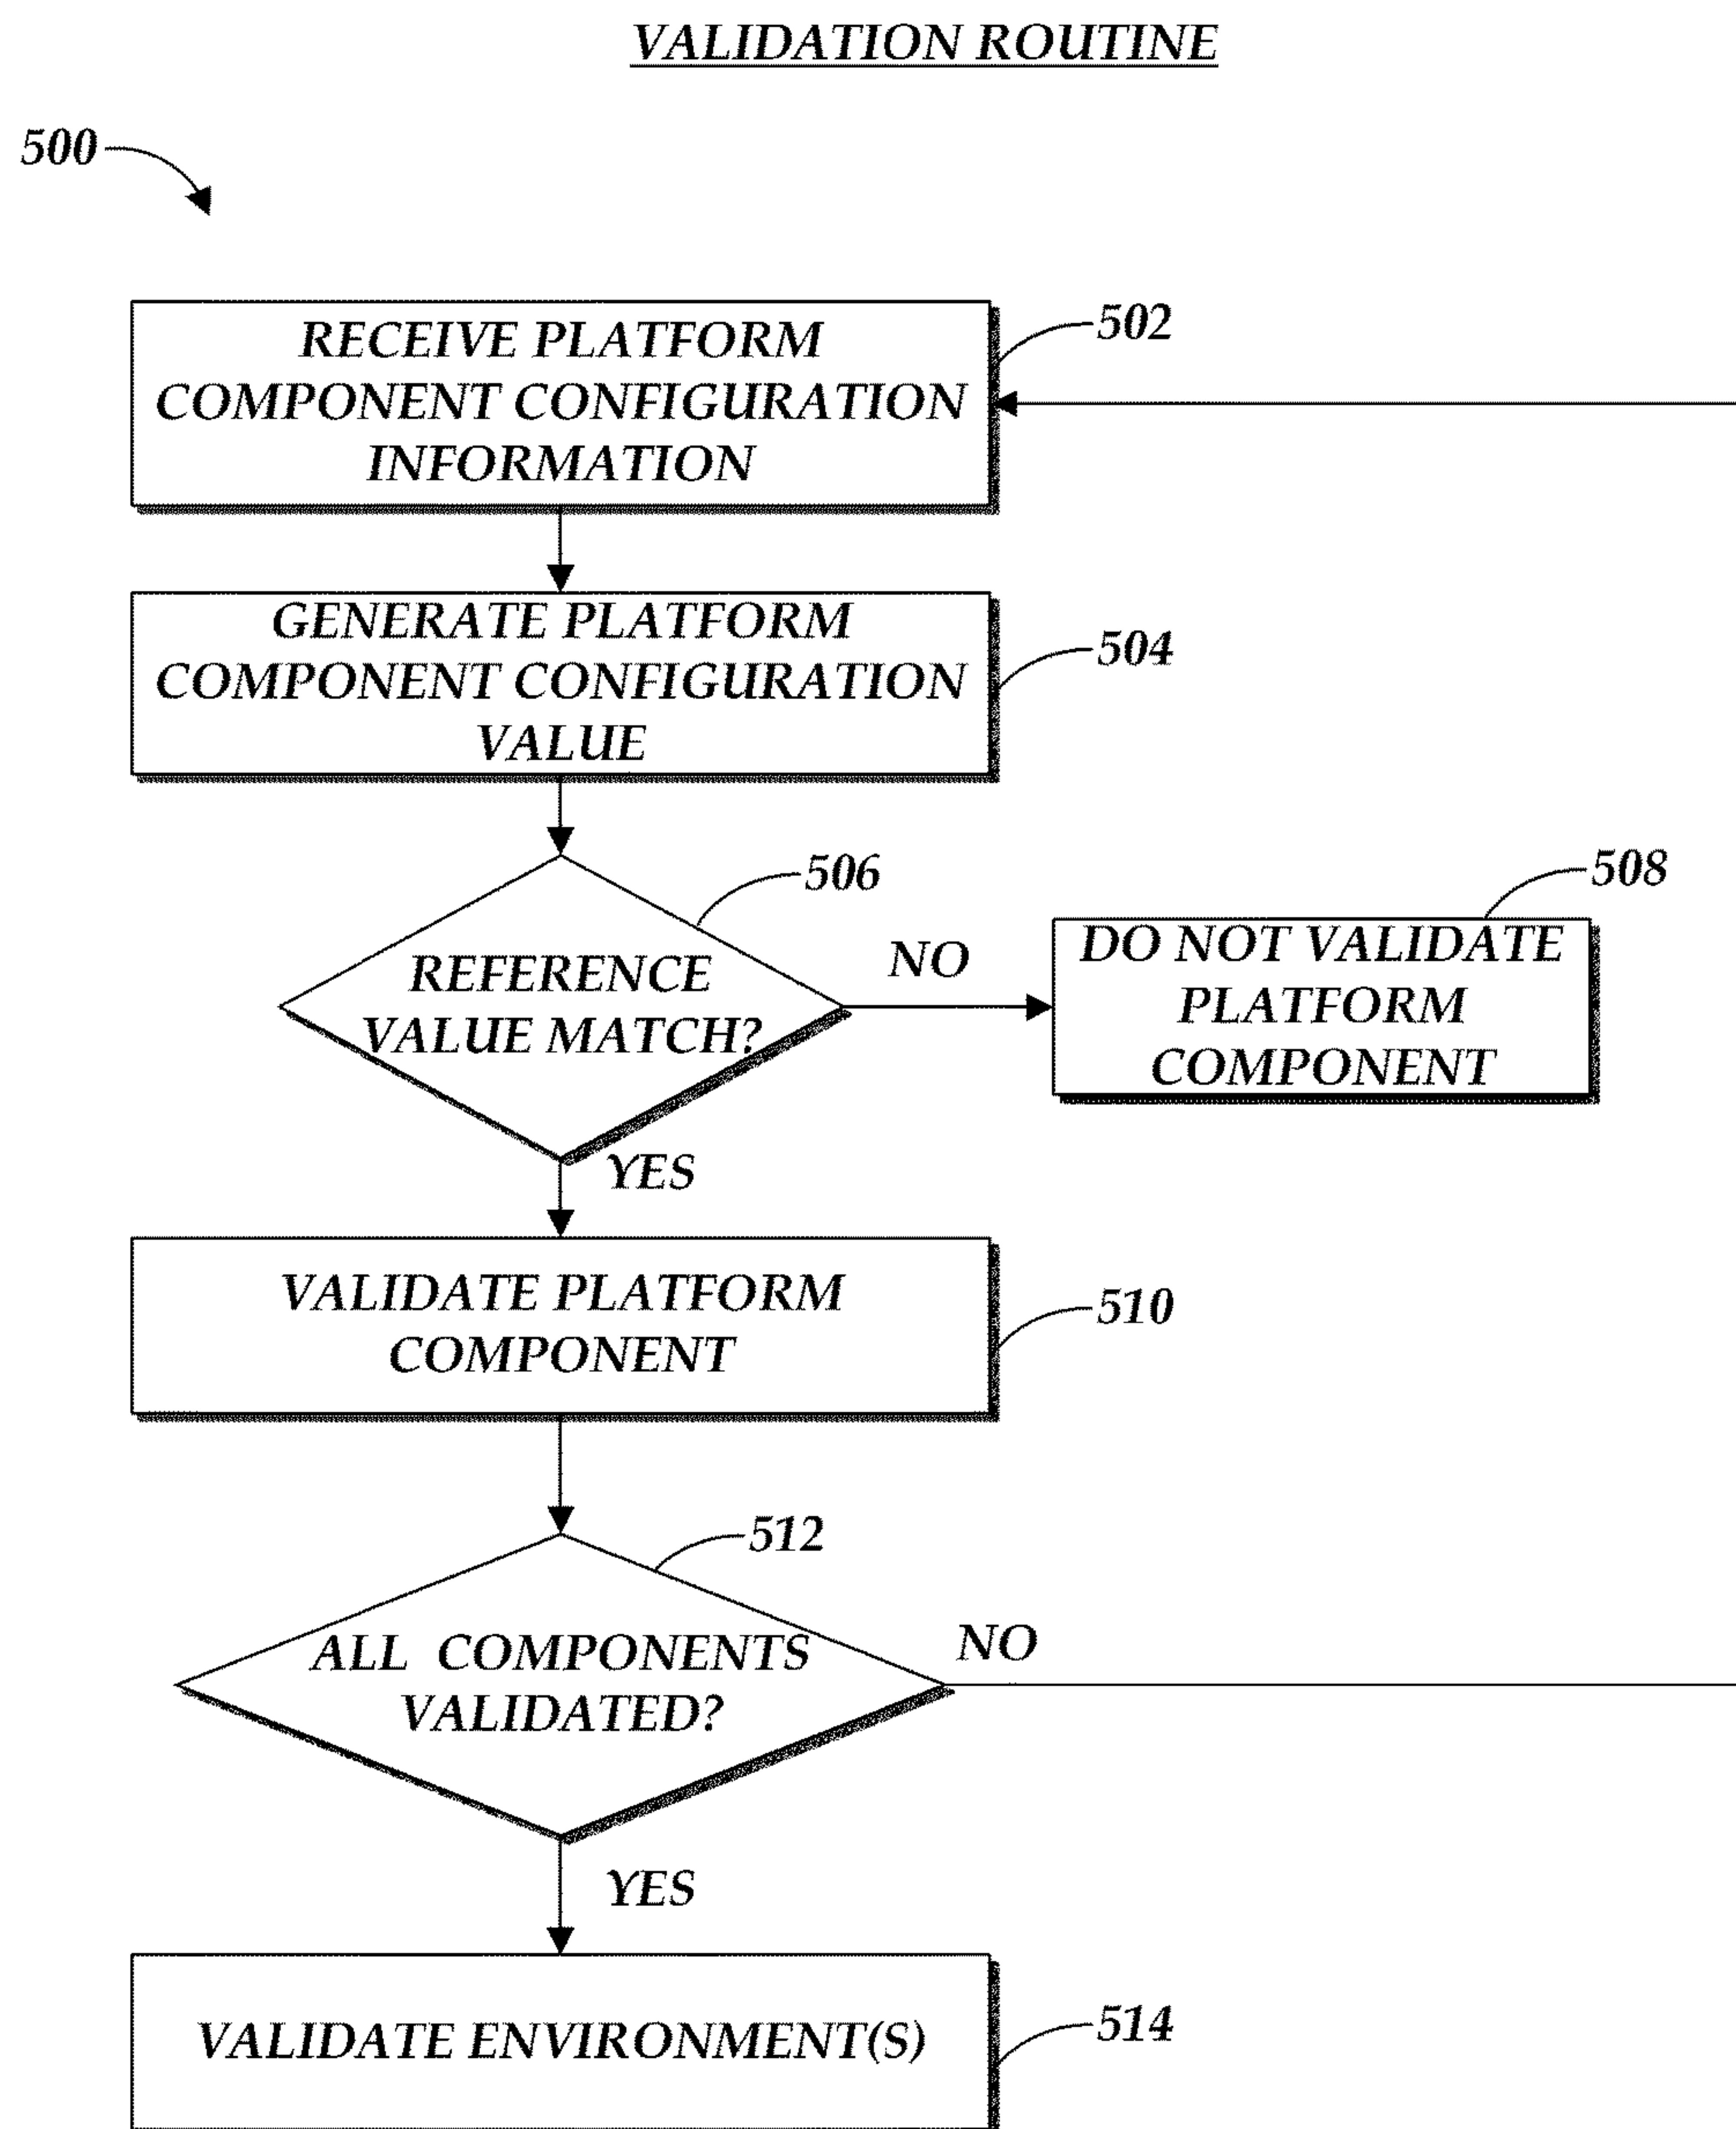 VALIDATION ROUTINE
500
RECEIVE PLATFORM
COMPONENT CONFIGURATION
INFORMATION
502
GENERATE PLATFORM
COMPONENT CONFIGURATION
VALUE
504
506
REFERENCE
VALUE MATCH?
NO
508
DO NOT VALIDATE
PLATFORM
COMPONENT
YES
VALIDATE PLATFORM
COMPONENT
510
512
ALL COMPONENTS
VALIDATED?
NO
YES
VALIDATE ENVIRONMENT(S)
514